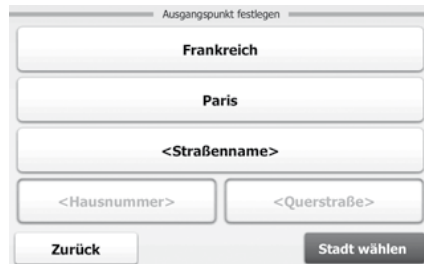 Ausgangspunkt festlegen
Frankreich
Paris
<Straßenname>
<Hausnummer> <Querstraße>
Zurück Stadt wählen